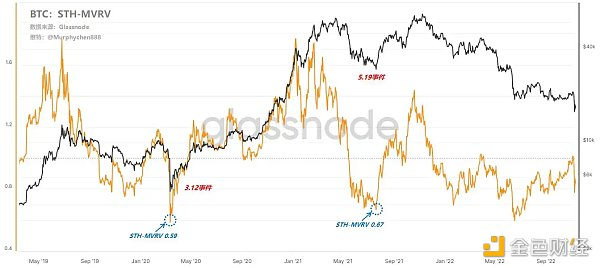 BTC: STH-MVRV
数据来源：Glassnode
推特：@Murphychen888
1.6
1.2
0.8
0.4
$40k
$10k
glassnode
5.19事件
3.12事件
STH-MVRV 0.59
STH-MVRV 0.67
May '19
Sep '19
Jan '20
May '20
Sep '20
Jan '21
May '21
Sep '21
Jan '22
May '22
Sep '22
金色财经